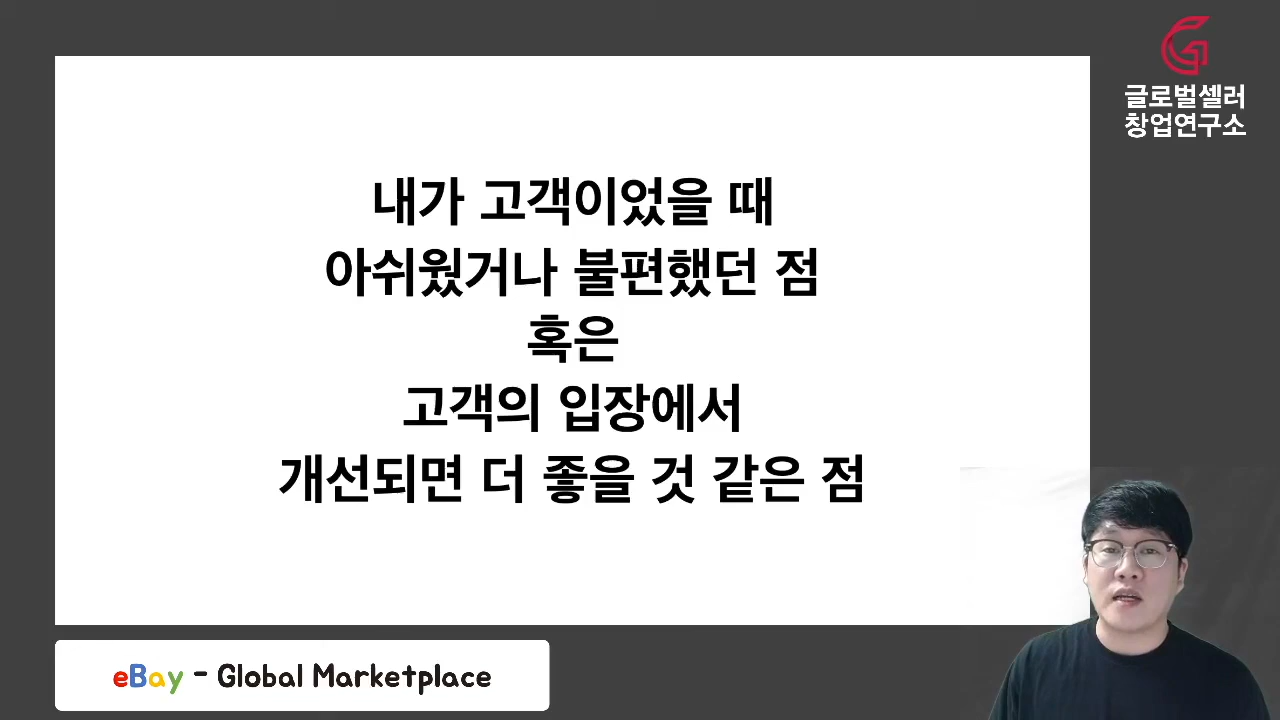 글로벌셀러
창업연구소
내가 고객이었을 때
아쉬웠거나 불편했던 점
혹은
고객의 입장에서
개선되면 더 좋을 것 같은 점
eBay - Global Marketplace